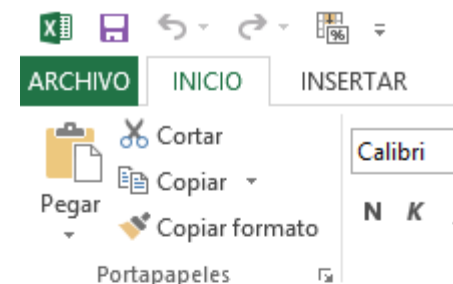 ARCHIVO INICIO INSERTAR
Cortar
Calibri
Copiar
Pegar
N K
Copiar formato
Portapapeles